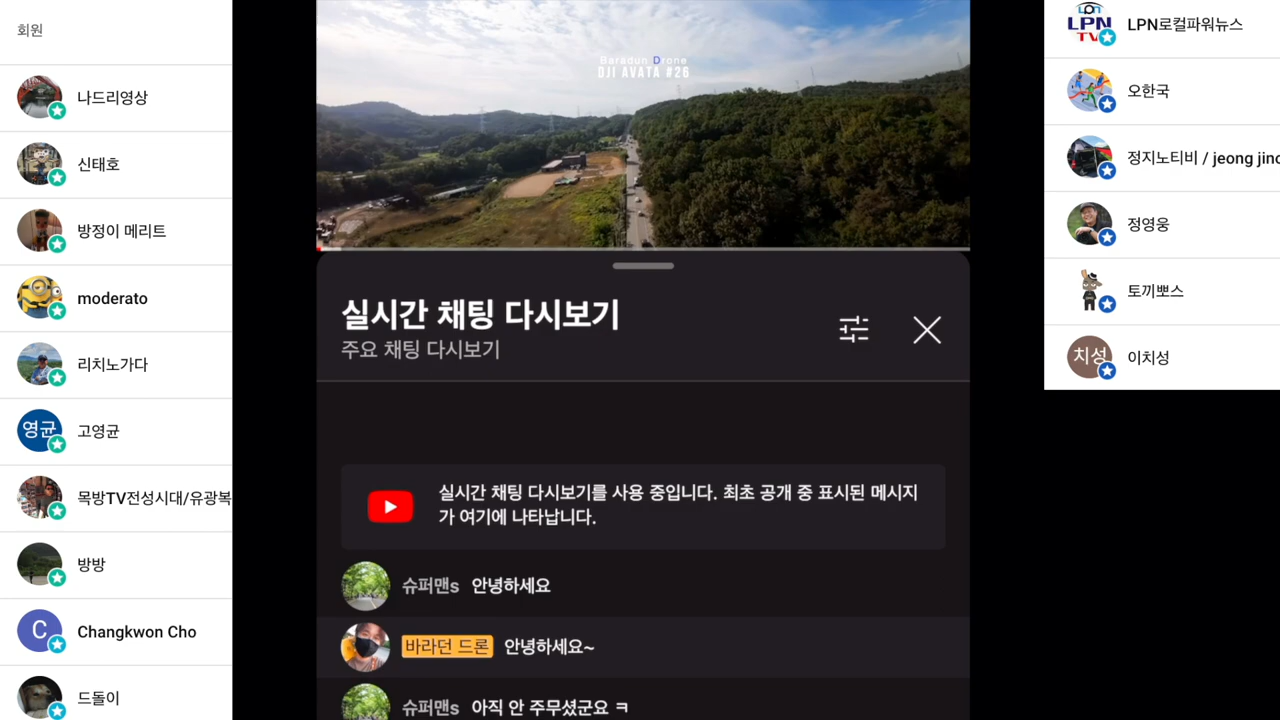 회원
나드리영상
신태호
방정이 메리트
moderato
리치노가다
영균
고영균
목방TV전성시대/유광복
방방
C
Changkwon Cho
드돌이
Baradun Drone
DJI AVATA #26
실시간 채팅 다시보기
주요 채팅 다시보기
실시간 채팅 다시보기를 사용 중입니다. 최초 공개 중 표시된 메시지
가 여기에 나타납니다.
슈퍼맨s 안녕하세요
바라던 드론 안녕하세요~
슈퍼맨s 아직 안 주무셨군요 ㅋ
LPN
TV
LPN로컬파워뉴스
오한국
정지노티비 / jeong jino
정영웅
토끼뽀스
치성
이치성